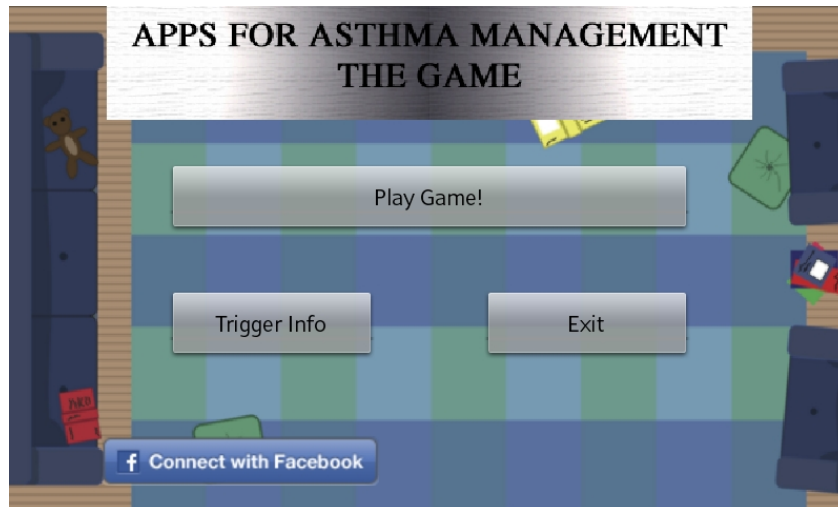 APPS FOR ASTHMA MANAGEMENT
THE GAME
Play Game!
Trigger Info
Exit
f Connect with Facebook